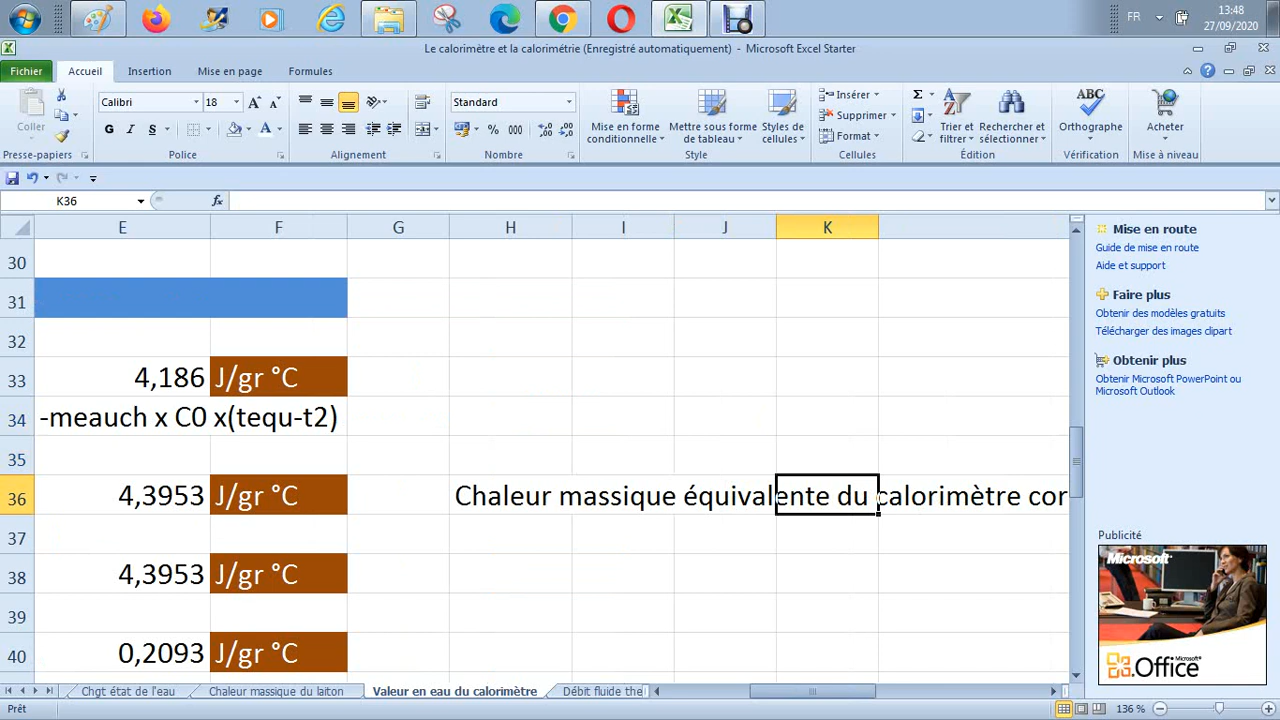 FR
13:48
27/09/2020
Le calorimètre et la calorimétrie (Enregistré automatiquement) - Microsoft Excel Starter
Fichier Accueil Insertion Mise en page Formules
Coller
Presse-papiers
Calibri 18
G I S
Police
Alignement
Standard
% 000
Nombre
Mise en forme conditionnelle
Mettre sous forme de tableau
Styles de cellules
Style
Insérer
Supprimer
Format
Cellules
Σ
Trier et filtrer
Rechercher et sélectionner
Édition
ABC
Orthographe
Vérification
Acheter
Mise à niveau
K36 fx
E F G H I J K
30
31
32
33 4,186 J/gr °C
34 -meauch x C0 x(tequ-t2)
35
36 4,3953 J/gr °C Chaleur massique équivalente du calorimètre cor
37
38 4,3953 J/gr °C
39
40 0,2093 J/gr °C
Mise en route
Guide de mise en route
Aide et support
Faire plus
Obtenir des modèles gratuits
Télécharger des images clipart
Obtenir plus
Obtenir Microsoft PowerPoint ou
Microsoft Outlook
Publicité
Microsoft
Office
Chgt état de l'eau Chaleur massique du laiton Valeur en eau du calorimètre Débit fluide the
Prêt
136 %